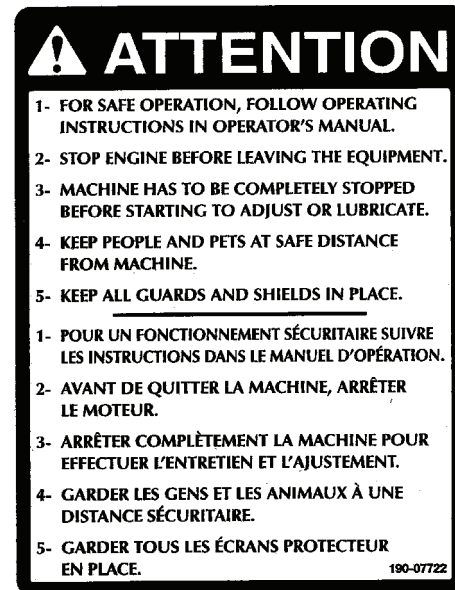 ATTENTION
1- FOR SAFE OPERATION, FOLLOW OPERATING
INSTRUCTIONS IN OPERATOR'S MANUAL.
2- STOP ENGINE BEFORE LEAVING THE EQUIPMENT.
3- MACHINE HAS TO BE COMPLETELY STOPPED
BEFORE STARTING TO ADJUST OR LUBRICATE.
4- KEEP PEOPLE AND PETS AT SAFE DISTANCE
FROM MACHINE.
5- KEEP ALL GUARDS AND SHIELDS IN PLACE.
1- POUR UN FONCTIONNEMENT SÉCURITAIRE SUIVRE
LES INSTRUCTIONS DANS LE MANUEL D'OPÉRATION.
2- AVANT DE QUITTER LA MACHINE, ARRÊTER
LE MOTEUR.
3- ARRÊTER COMPLÈTEMENT LA MACHINE POUR
EFFECTUER L'ENTRETIEN ET L'AJUSTEMENT.
4- GARDER LES GENS ET LES ANIMAUX À UNE
DISTANCE SÉCURITAIRE.
5- GARDER TOUS LES ÉCRANS PROTECTEUR
EN PLACE. 190-07722